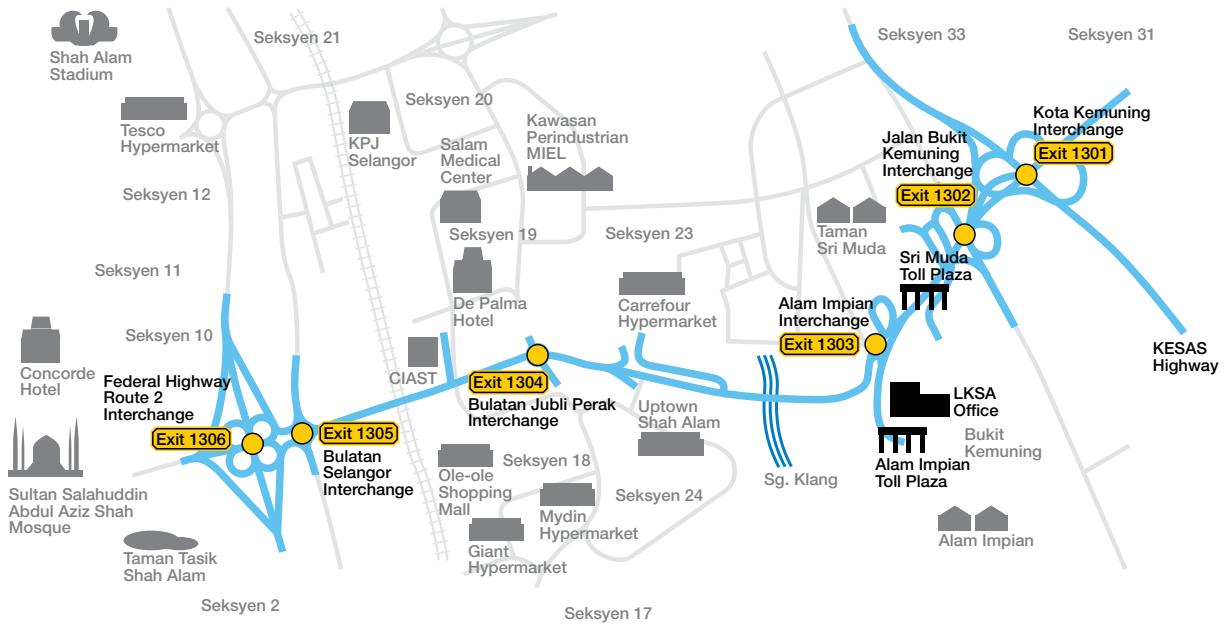 Shah Alam
Stadium
Seksyen 21
Seksyen 33
Seksyen 31
Tesco
Hypermarket
KPJ
Selangor
Seksyen 20
Salam
Medical
Center
Kawasan
Perindustrian
MIEL
Jalan Bukit
Kemuning
Interchange
Exit 1302
Kota Kemuning
Interchange
Exit 1301
Seksyen 12
Seksyen 19
Seksyen 23
Taman
Sri Muda
Sri Muda
Toll Plaza
Seksyen 11
De Palma
Hotel
Carrefour
Hypermarket
Alam Impian
Interchange
Exit 1303
Seksyen 10
Concorde
Hotel
CIAST
Exit 1304
Bulatan Jubli Perak
Interchange
KESAS
Highway
Federal Highway
Route 2
Interchange
Exit 1306
Exit 1305
Bulatan
Selangor
Interchange
Uptown
Shah Alam
LKSA
Office
Bukit
Kemuning
Alam Impian
Toll Plaza
Sg. Klang
Ole-ole
Shopping
Mall
Seksyen 18
Seksyen 24
Mydin
Hypermarket
Giant
Hypermarket
Sultan Salahuddin
Abdul Aziz Shah
Mosque
Taman Tasik
Shah Alam
Alam Impian
Seksyen 2
Seksyen 17